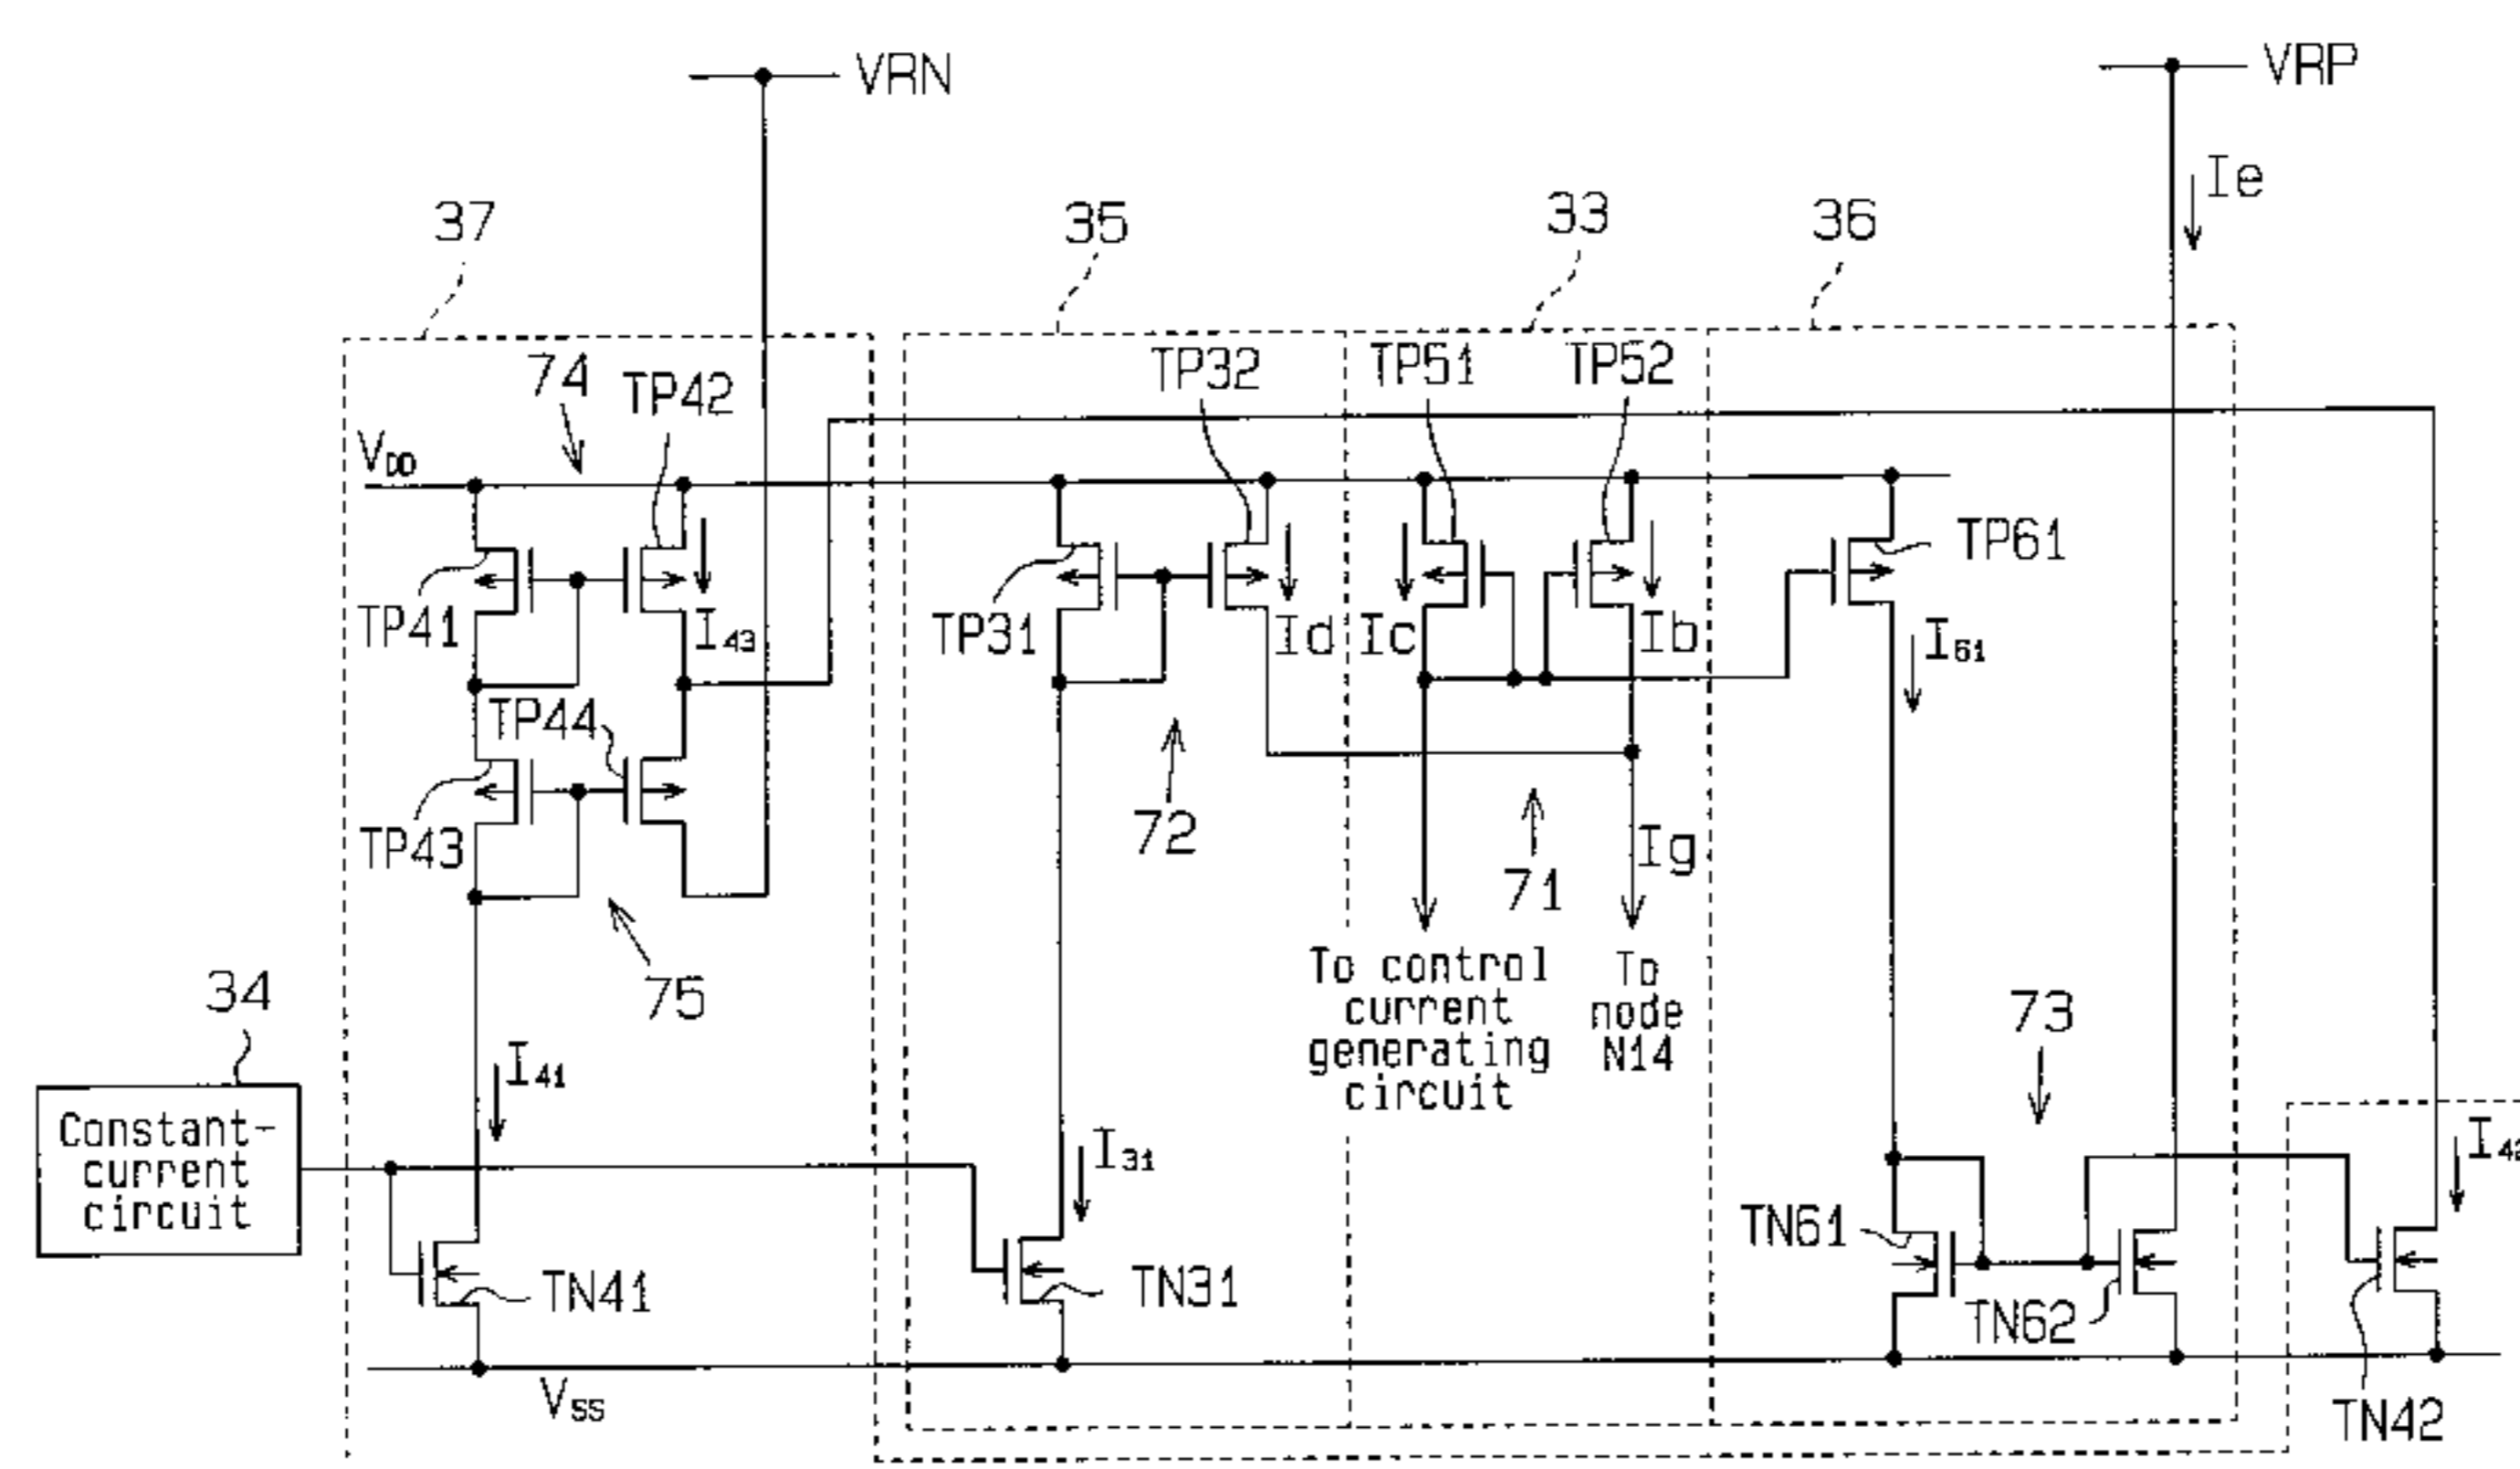 VRN
VRP
Ie
37
35
33
36
74
TP42
TP32
TP51
TP52
VDD
TP41
I43
TP31
Id
Ic
Ib
TP61
I61
TP44
TP43
72
71
Ig
75
To control
current
generating
circuit
To
node
N14
73
34
Constant-
current
circuit
I41
I31
TN41
TN31
TN61
TN62
TN42
VSS